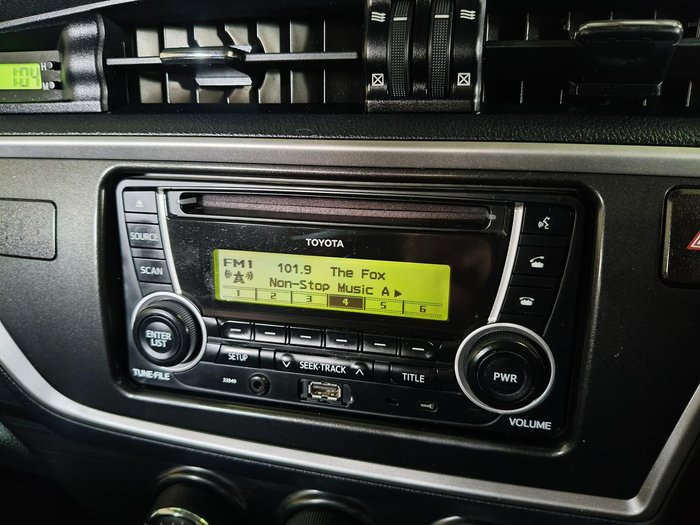 1:04
H
M
TOYOTA
SOURCE
SCAN
FM1 101.9 The Fox
Non-Stop Music A
1 2 3 4 5 6
ENTER
LIST
TUNE•FILE
SETUP
SEEK•TRACK
TITLE
22840
PWR
VOLUME